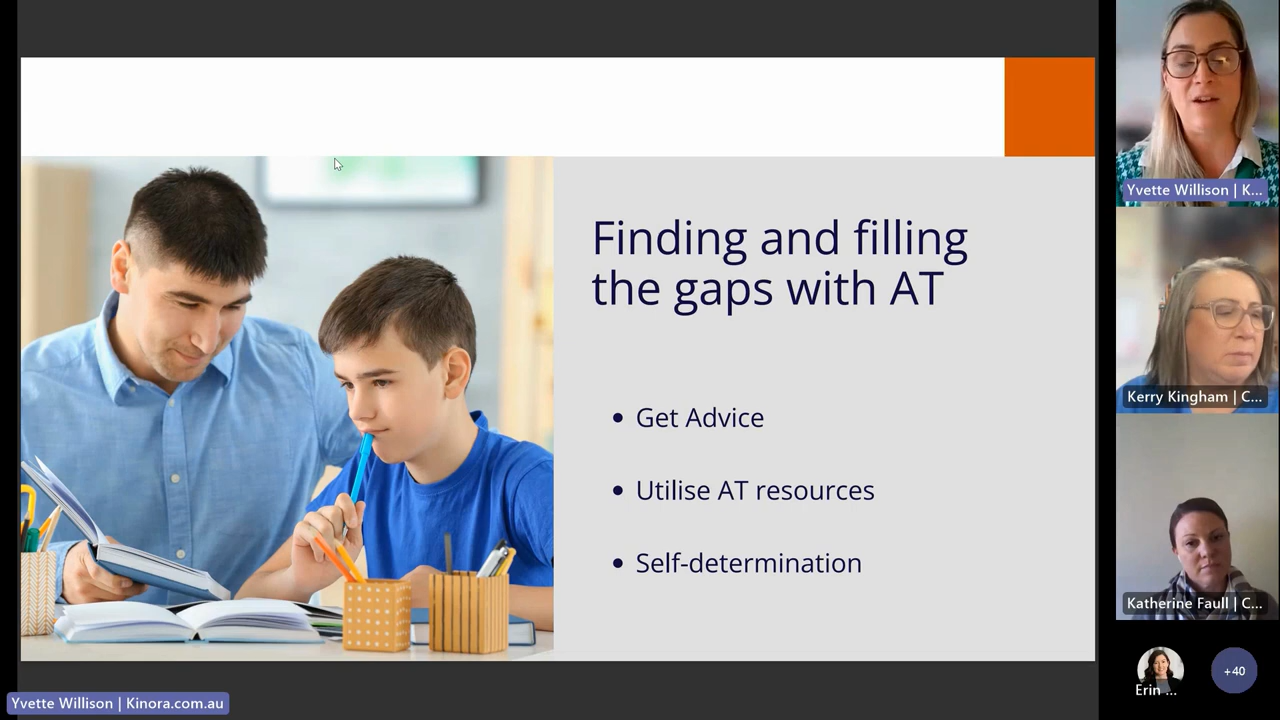 Finding and filling
the gaps with AT
Get Advice
Utilise AT resources
Self-determination
Yvette Willison | K...
Kerry Kingham | C...
Katherine Faull | C...
Erin ...
+40
Yvette Willison | Kinora.com.au